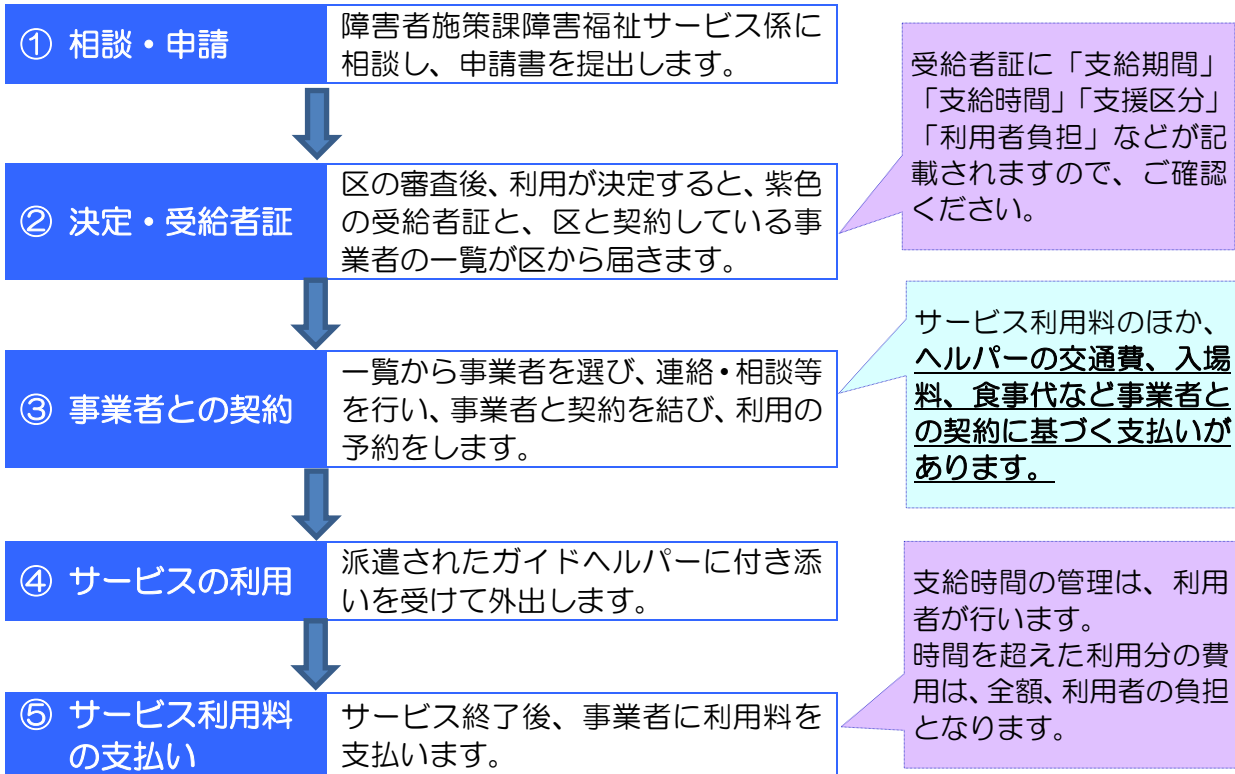 ① 相談・申請
障害者施策課障害福祉サービス係に
相談し、申請書を提出します。
② 決定・受給者証
区の審査後、利用が決定すると、紫色
の受給者証と、区と契約している事
業者の一覧が区から届きます。
受給者証に「支給期間」
「支給時間」「支援区分」
「利用者負担」などが記
載されますので、ご確認
ください。
③ 事業者との契約
一覧から事業者を選び、連絡・相談等
を行い、事業者と契約を結び、利用の
予約をします。
サービス利用料のほか、
ヘルパーの交通費、入場
料、食事代など事業者と
の契約に基づく支払いが
あります。
④ サービスの利用
派遣されたガイドヘルパーに付き添
いを受けて外出します。
⑤ サービス利用料
の支払い
サービス終了後、事業者に利用料を
支払います。
支給時間の管理は、利用
者が行います。
時間を超えた利用分の費
用は、全額、利用者の負担
となります。